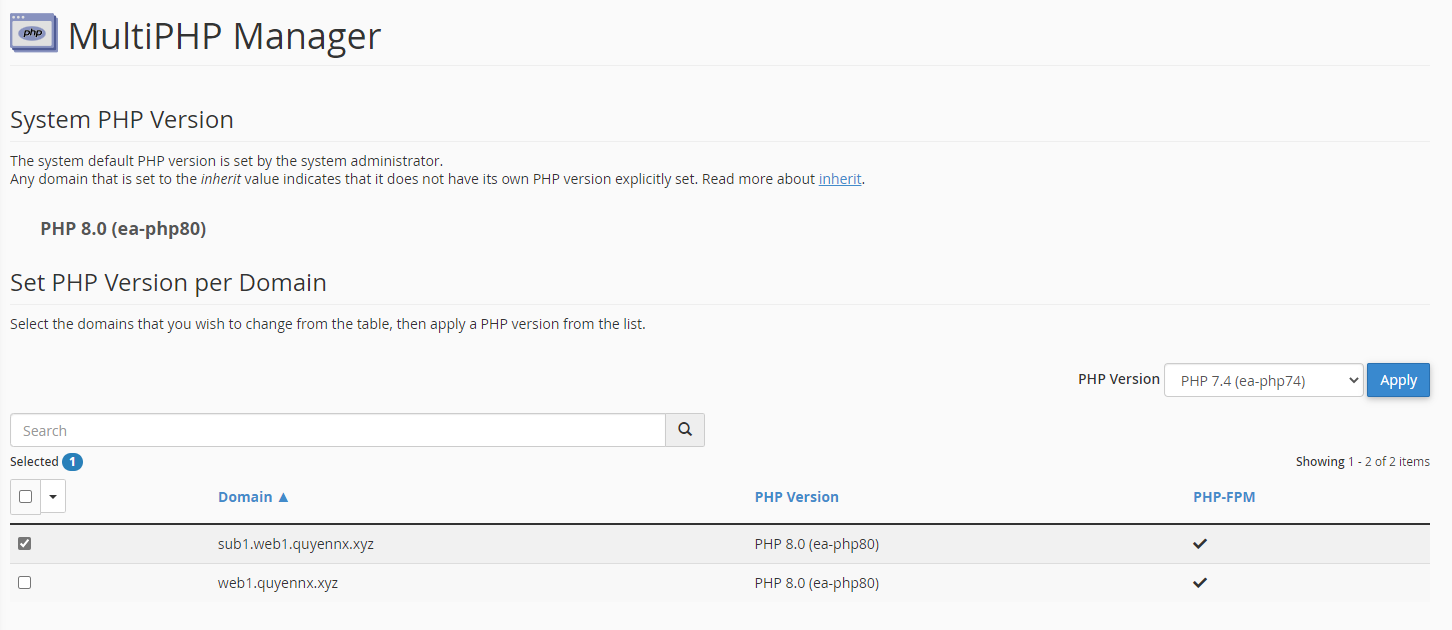 php
MultiPHP Manager
System PHP Version
The system default PHP version is set by the system administrator.
Any domain that is set to the inherit value indicates that it does not have its own PHP version explicitly set. Read more about inherit.
PHP 8.0 (ea-php80)
Set PHP Version per Domain
Select the domains that you wish to change from the table, then apply a PHP version from the list.
PHP Version PHP 7.4 (ea-php74) Apply
Search
Selected 1 Showing 1 - 2 of 2 items
Domain ▲ PHP Version PHP-FPM
sub1.web1.quyennx.xyz PHP 8.0 (ea-php80)
web1.quyennx.xyz PHP 8.0 (ea-php80)